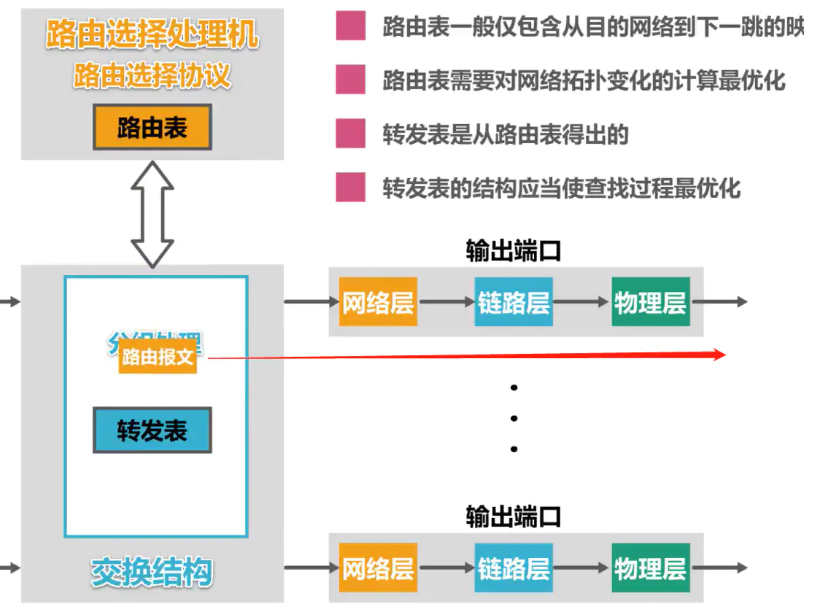 路由选择处理机
路由选择协议
路由表
路由表一般仅包含从目的网络到下一跳的映
路由表需要对网络拓扑变化的计算最优化
转发表是从路由表得出的
转发表的结构应当使查找过程最优化
输出端口
网络层
链路层
物理层
分组处理
路由报文
转发表
输出端口
网络层
链路层
物理层
交换结构